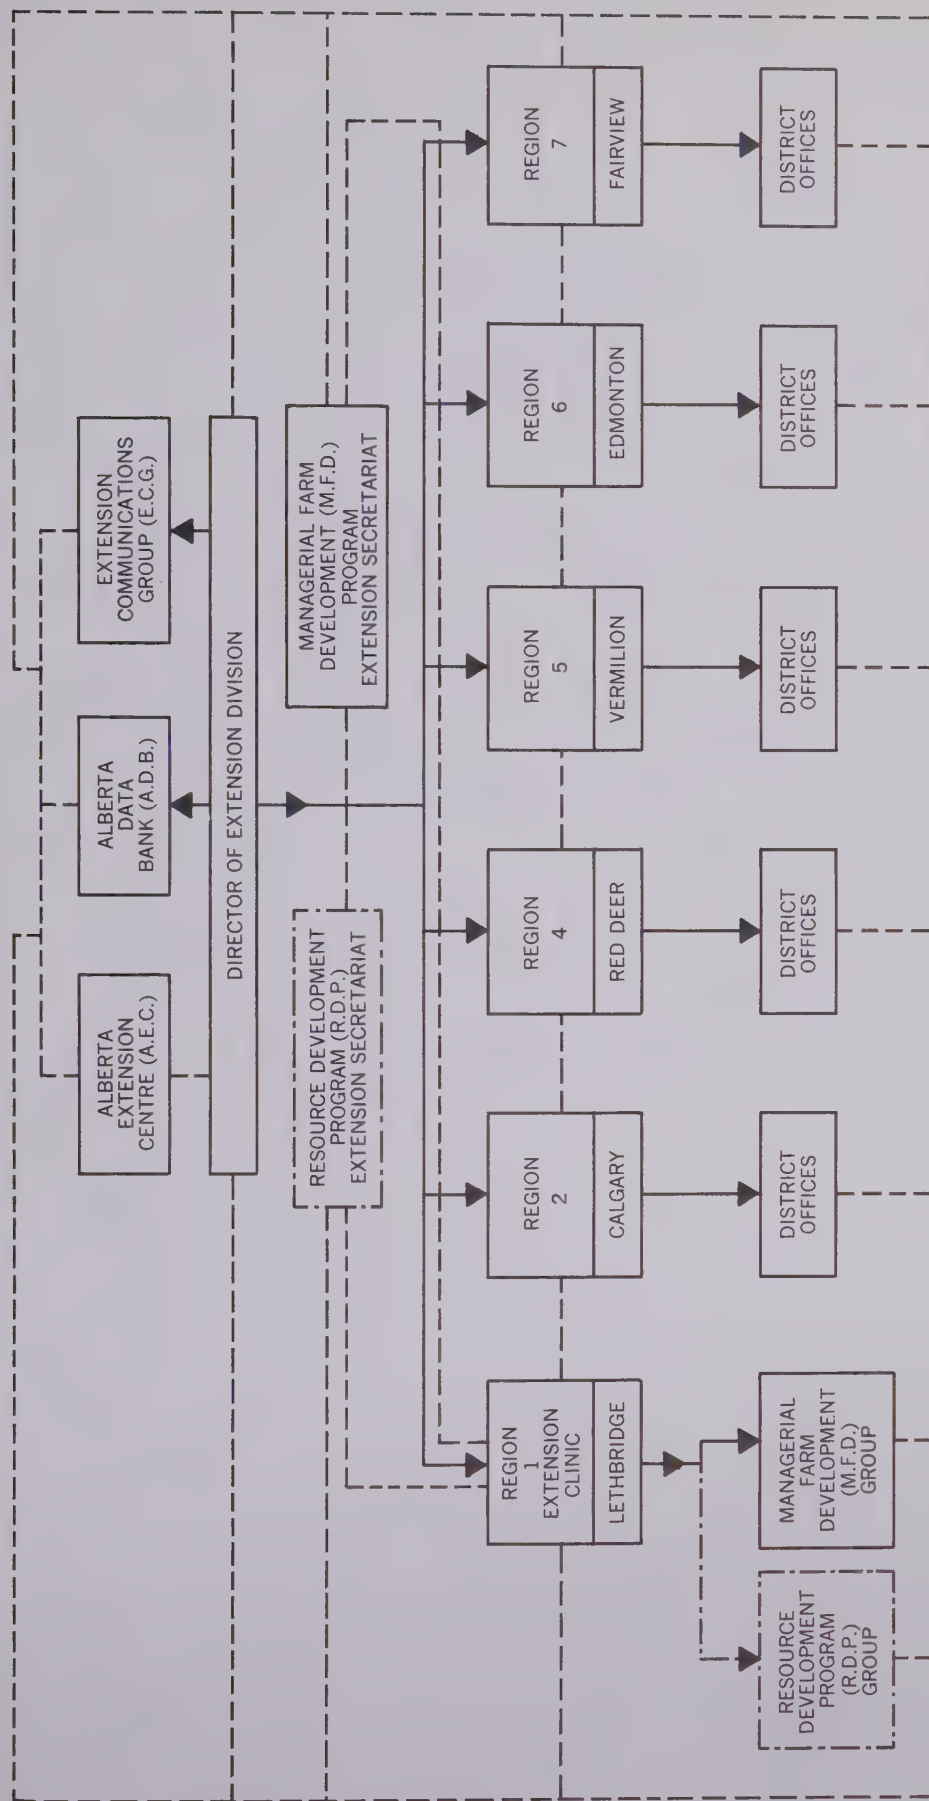 ALBERTA
EXTENSION
CENTRE (A.E.C.)
ALBERTA
DATA
BANK (A.D.B.)
EXTENSION
COMMUNICATIONS
GROUP (E.C.G.)
DIRECTOR OF EXTENSION DIVISION
RESOURCE DEVELOPMENT
PROGRAM (R.D.P.)
EXTENSION SECRETARIAT
MANAGERIAL FARM
DEVELOPMENT (M.F.D.)
PROGRAM
EXTENSION SECRETARIAT
REGION
1
EXTENSION
CLINIC
LETHBRIDGE
REGION
2
CALGARY
REGION
4
RED DEER
REGION
5
VERMILION
REGION
6
EDMONTON
REGION
7
FAIRVIEW
RESOURCE
DEVELOPMENT
PROGRAM
(R.D.P.)
GROUP
MANAGERIAL
FARM
DEVELOPMENT
(M.F.D.)
GROUP
DISTRICT
OFFICES
DISTRICT
OFFICES
DISTRICT
OFFICES
DISTRICT
OFFICES
DISTRICT
OFFICES